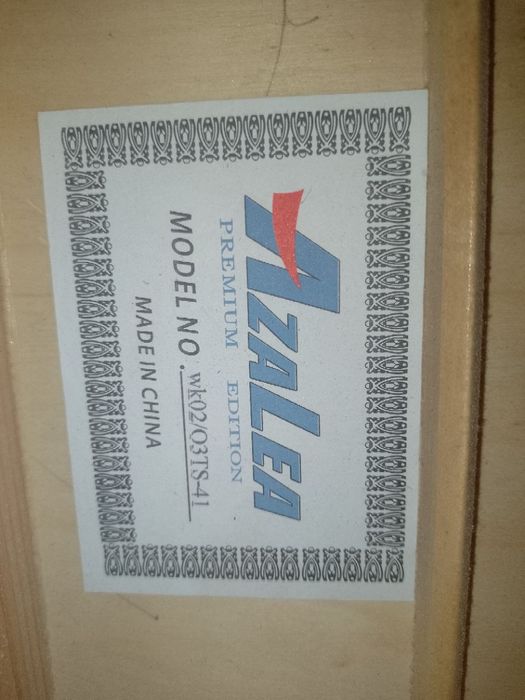 AZALEA
PREMIUM EDITION
MODEL NO. wk02/O3TS-41
MADE IN CHINA